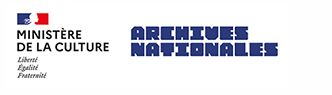 MINISTÈRE
DE LA CULTURE
Liberté
Égalité
Fraternité
ARCHIVES
NATIONALES